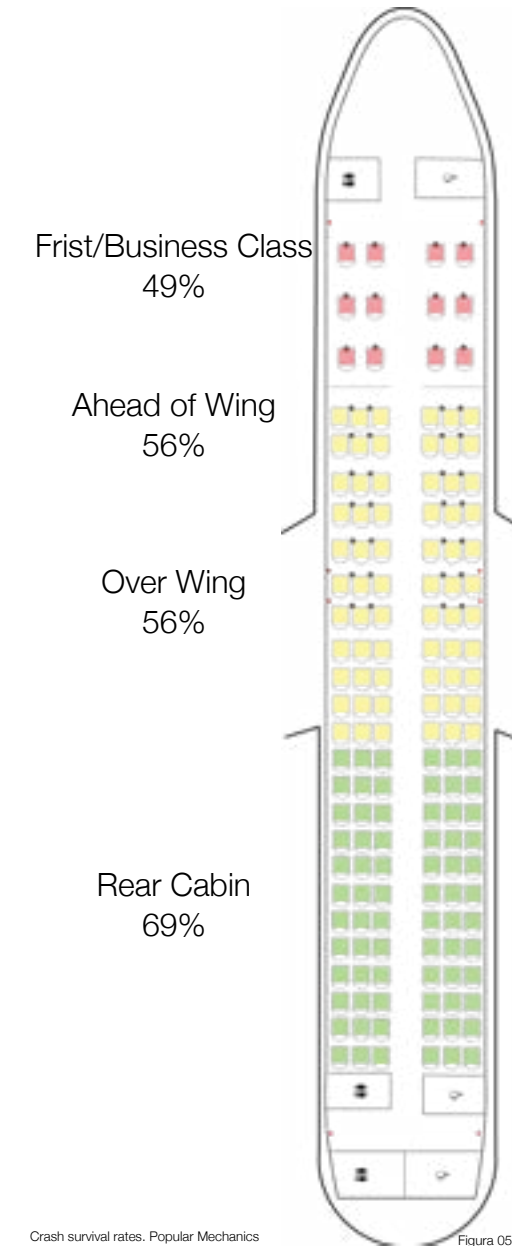 Frist/Business Class
49%
Ahead of Wing
56%
Over Wing
56%
Rear Cabin
69%
Crash survival rates. Popular Mechanics
Figura 05